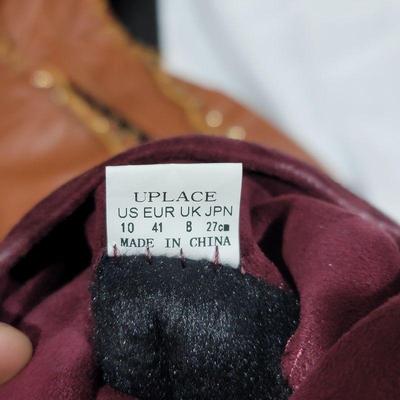 UPLACE
US EUR UK JPN
10 41 8 27cm
MADE IN CHINA